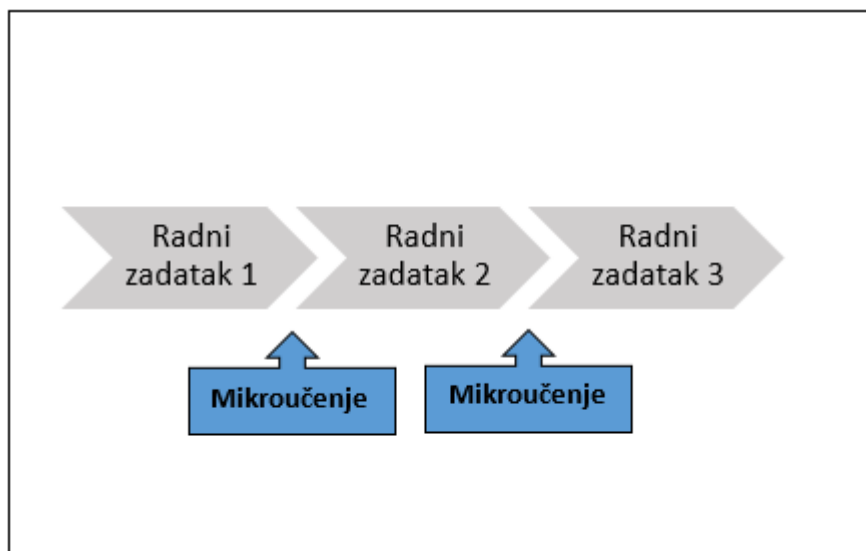 Radni
zadatak 1
Radni
zadatak 2
Radni
zadatak 3
Mikroučenje
Mikroučenje